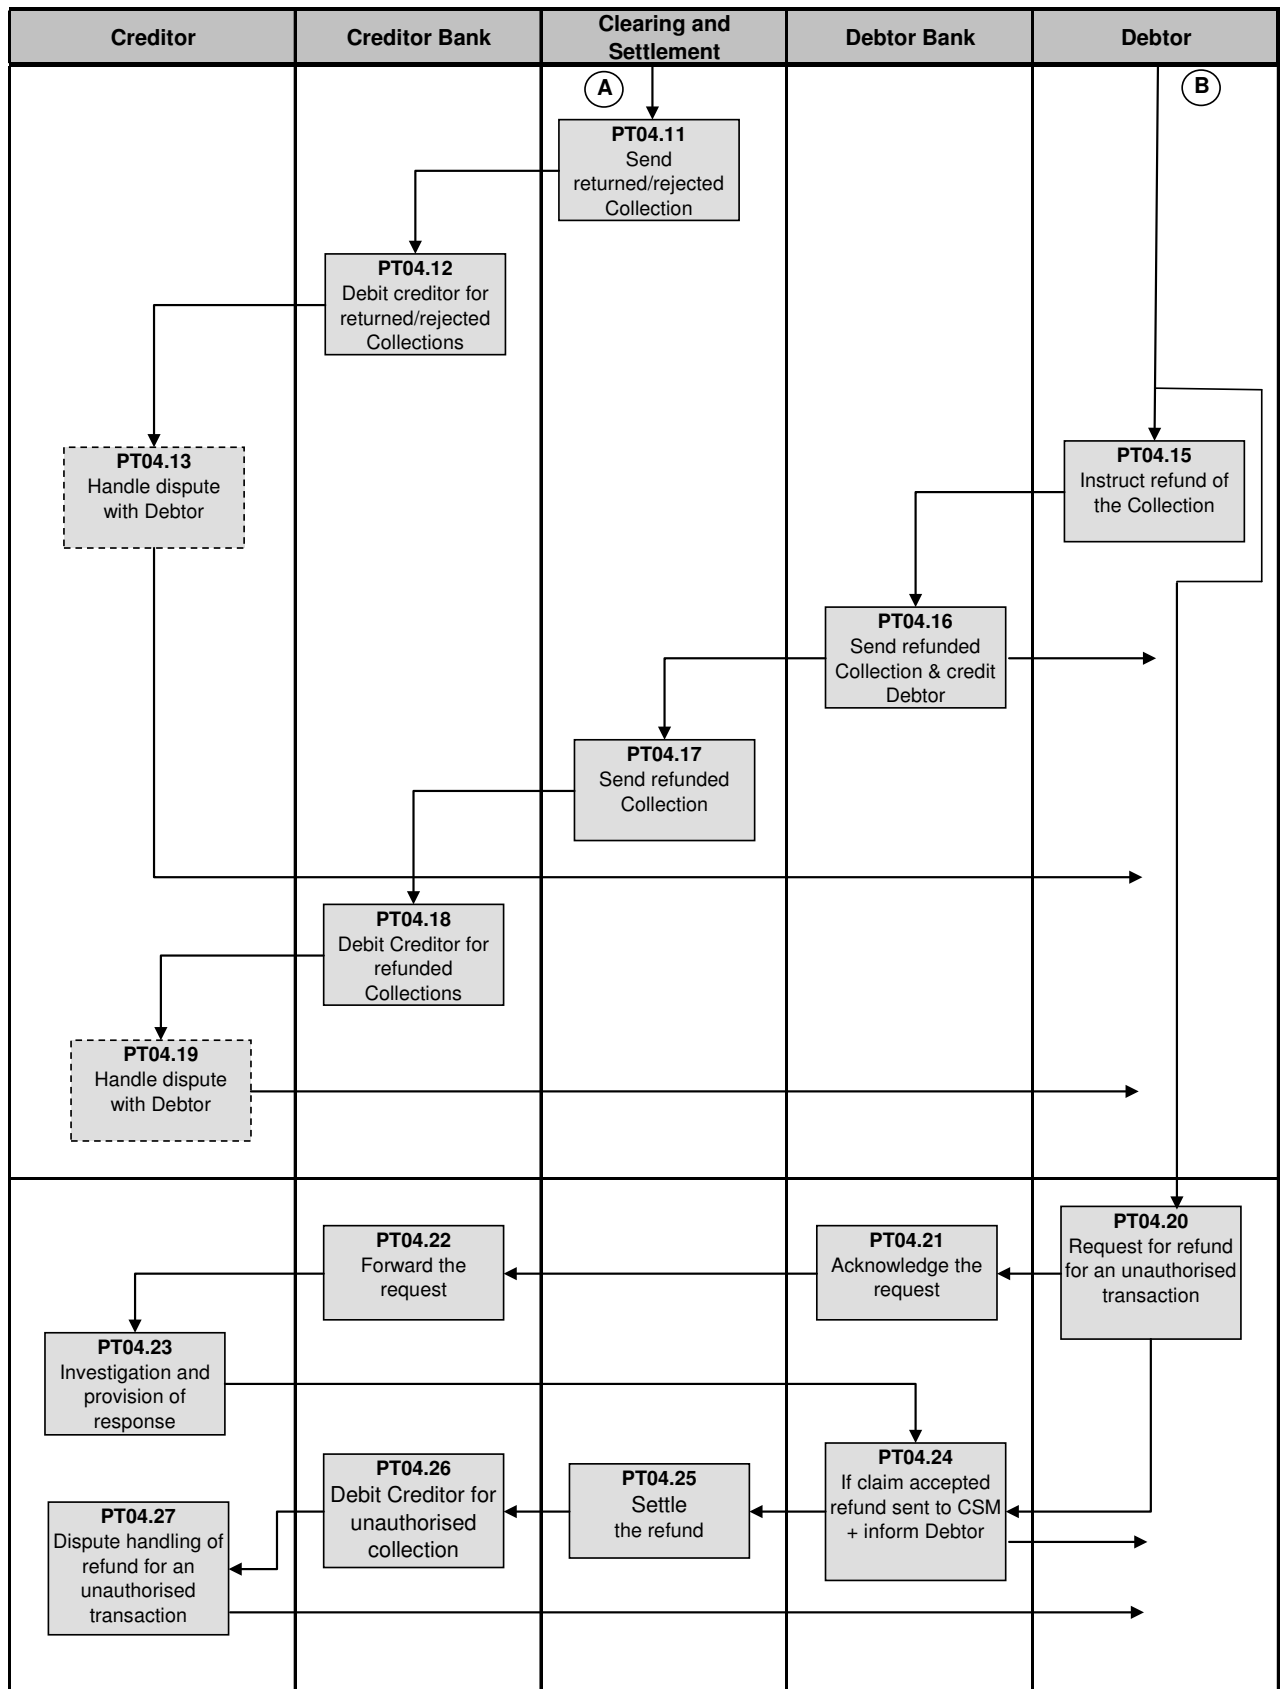 Creditor
Creditor Bank
Clearing and
Settlement
Debtor Bank
Debtor
A
B
PT04.11
Send
returned/rejected
Collection
PT04.12
Debit creditor for
returned/rejected
Collections
PT04.13
Handle dispute
with Debtor
PT04.15
Instruct refund of
the Collection
PT04.16
Send refunded
Collection & credit
Debtor
PT04.17
Send refunded
Collection
PT04.18
Debit Creditor for
refunded
Collections
PT04.19
Handle dispute
with Debtor
PT04.20
Request for refund
for an unauthorised
transaction
PT04.21
Acknowledge the
request
PT04.22
Forward the
request
PT04.23
Investigation and
provision of
response
PT04.24
If claim accepted
refund sent to CSM
+ inform Debtor
PT04.25
Settle
the refund
PT04.26
Debit Creditor for
unauthorised
collection
PT04.27
Dispute handling of
refund for an
unauthorised
transaction